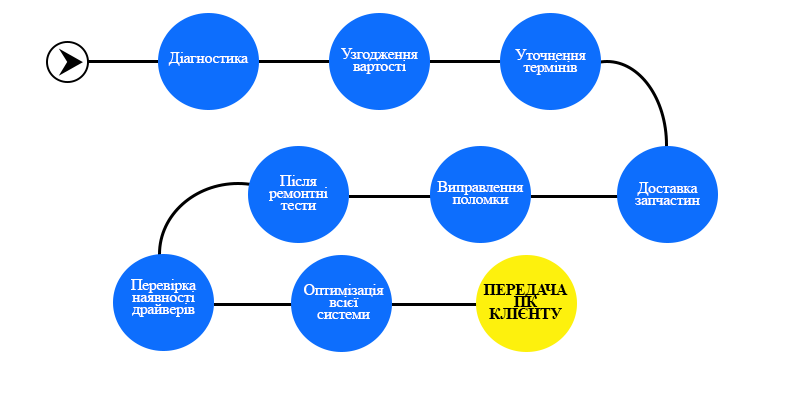 Діагностика
Узгодження
вартості
Уточнення
термінів
Доставка
запчастин
Виправлення
поломки
Після
ремонтні
тести
Перевірка
наявності
драйверів
Оптимізація
всієї
системи
ПЕРЕДАЧА
ПК
КЛІЄНТУ